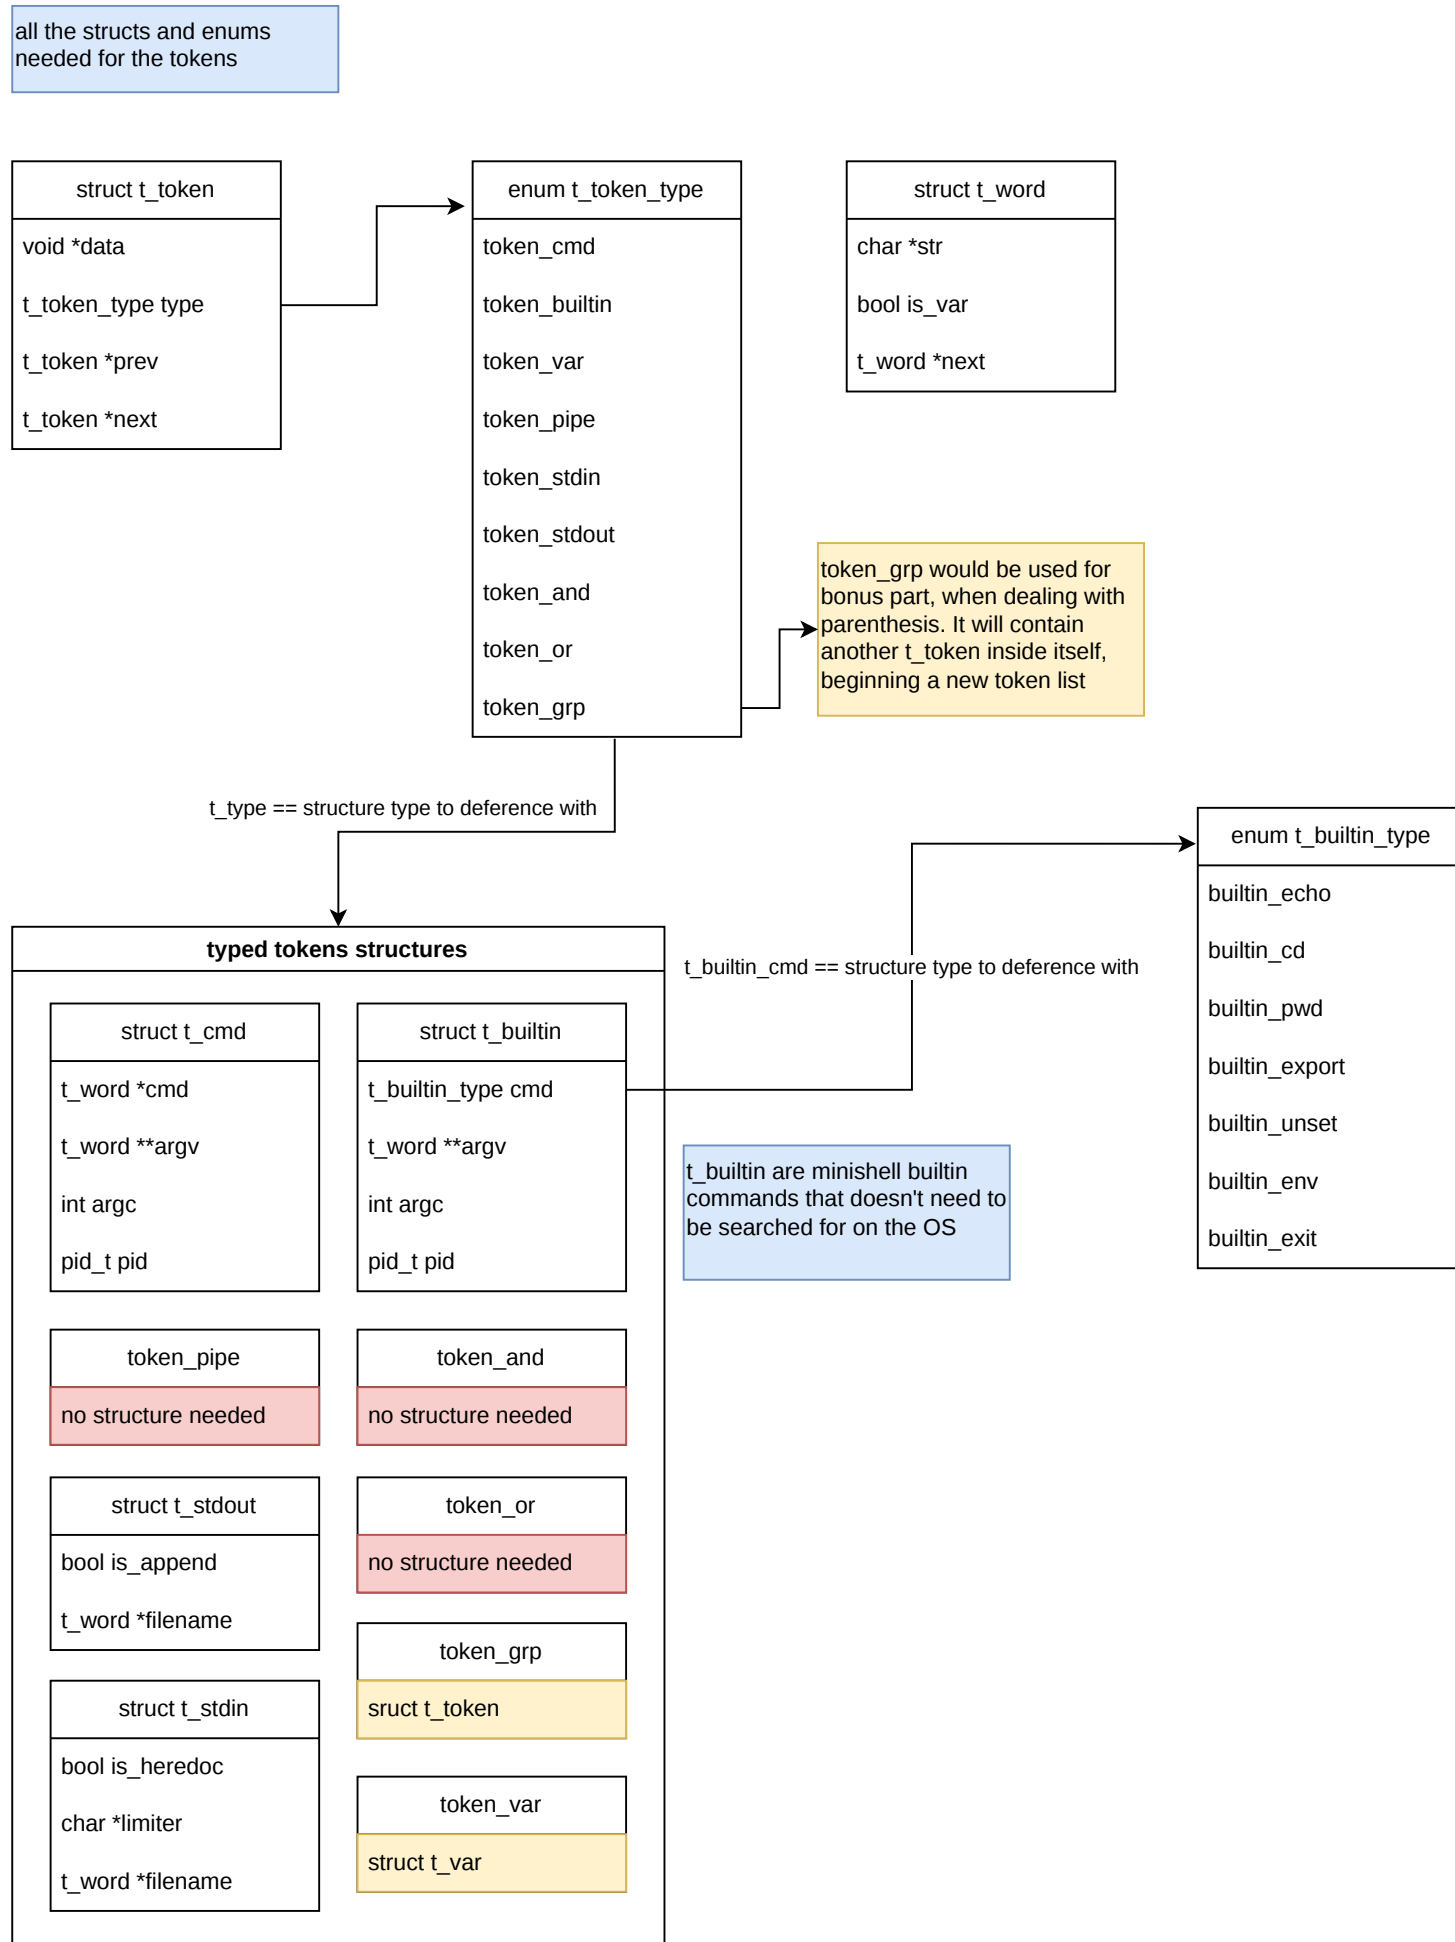 all the structs and enums
needed for the tokens
struct t_token
void *data
t_token_type type
t_token *prev
t_token *next
enum t_token_type
token_cmd
token_builtin
token_var
token_pipe
token_stdin
token_stdout
token_and
token_or
token_grp
struct t_word
char *str
bool is_var
t_word *next
token_grp would be used for
bonus part, when dealing with
parenthesis. It will contain
another t_token inside itself,
beginning a new token list
t_type == structure type to deference with
typed tokens structures
struct t_cmd
t_word *cmd
t_word **argv
int argc
pid_t pid
struct t_builtin
t_builtin_type cmd
t_word **argv
int argc
pid_t pid
token_pipe
no structure needed
token_and
no structure needed
struct t_stdout
bool is_append
t_word *filename
token_or
no structure needed
token_grp
sruct t_token
struct t_stdin
bool is_heredoc
char *limiter
t_word *filename
token_var
struct t_var
t_builtin_cmd == structure type to deference with
t_builtin are minishell builtin
commands that doesn't need to
be searched for on the OS
enum t_builtin_type
builtin_echo
builtin_cd
builtin_pwd
builtin_export
builtin_unset
builtin_env
builtin_exit